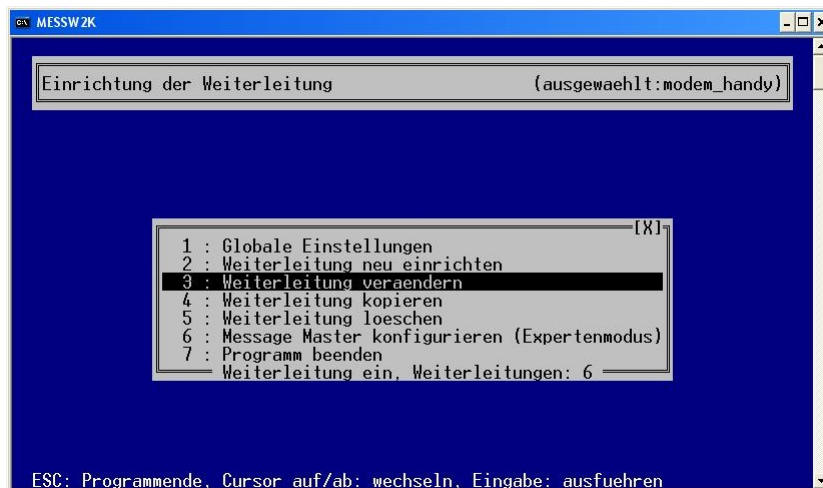 MESSW2K
Einrichtung der Weiterleitung (ausgewaehlt:modem_handy)
[X]
1 : Globale Einstellungen
2 : Weiterleitung neu einrichten
3 : Weiterleitung veraendern
4 : Weiterleitung kopieren
5 : Weiterleitung loeschen
6 : Message Master konfigurieren (Expertenmodus)
7 : Programm beenden
Weiterleitung ein, Weiterleitungen: 6
ESC: Programmende, Cursor auf/ab: wechseln, Eingabe: ausfuehren